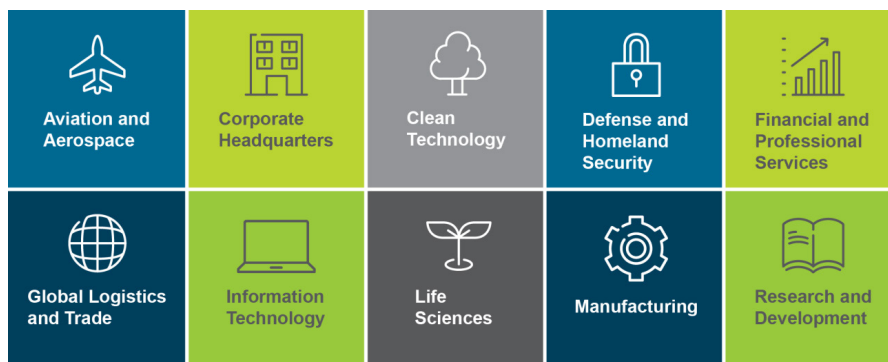 Aviation and
Aerospace
Corporate
Headquarters
Clean
Technology
Defense and
Homeland
Security
Financial and
Professional
Services
Global Logistics
and Trade
Information
Technology
Life
Sciences
Manufacturing
Research and
Development